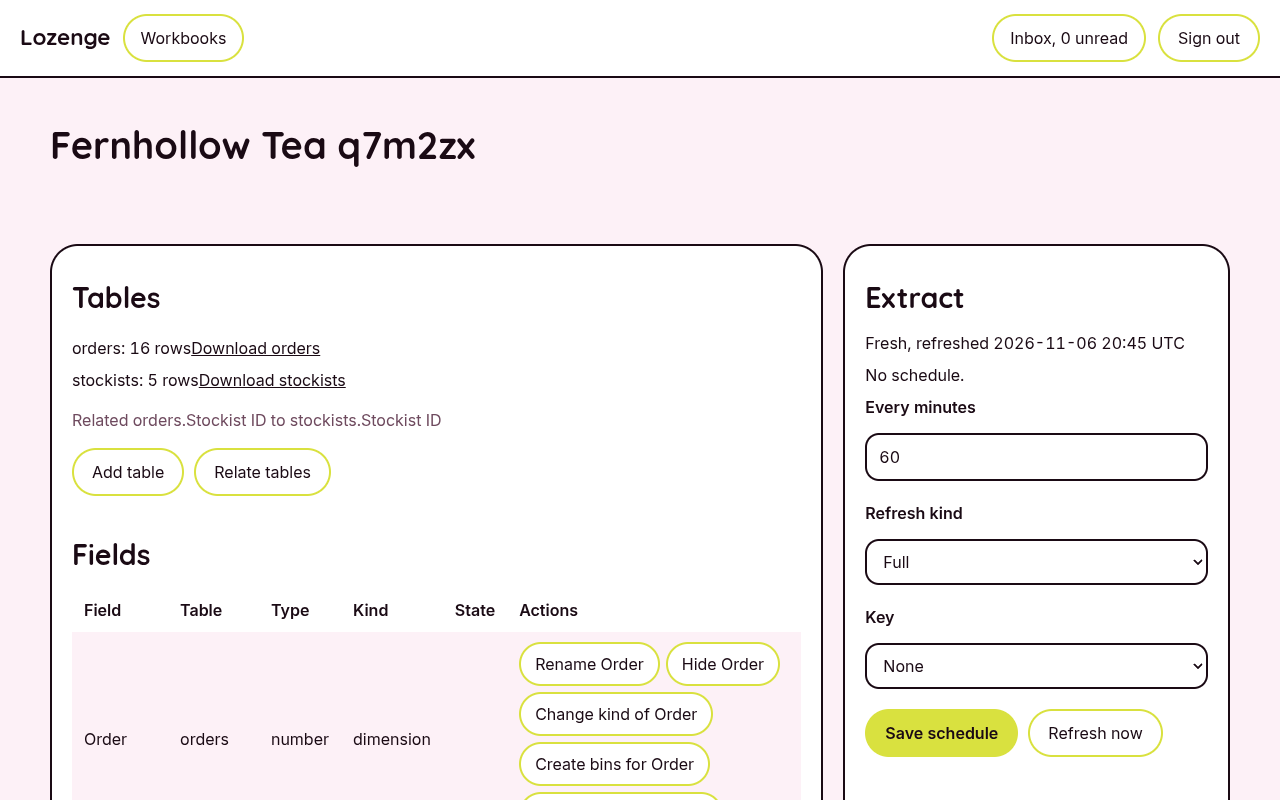 Lozenge Workbooks Inbox, 0 unread Sign out
Fernhollow Tea q7m2zx
Tables
orders: 16 rowsDownload orders
stockists: 5 rowsDownload stockists
Related orders.Stockist ID to stockists.Stockist ID
Add table Relate tables
Fields
Field Table Type Kind State Actions
Order orders number dimension
Rename Order Hide Order
Change kind of Order
Create bins for Order
Extract
Fresh, refreshed 2026-11-06 20:45 UTC
No schedule.
Every minutes
60
Refresh kind
Full
Key
None
Save schedule Refresh now